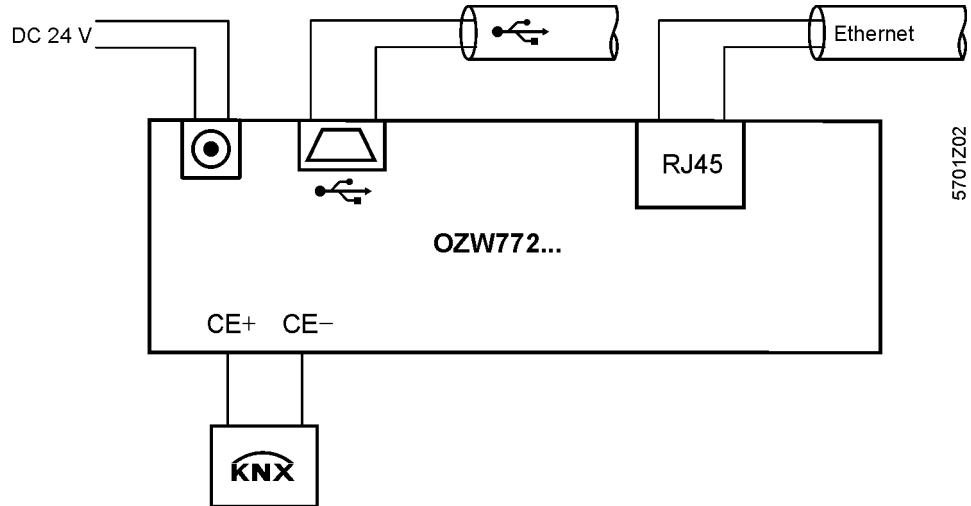 DC 24 V
Ethernet
RJ45
5701Z02
OZW772...
CE+ CE−
KNX